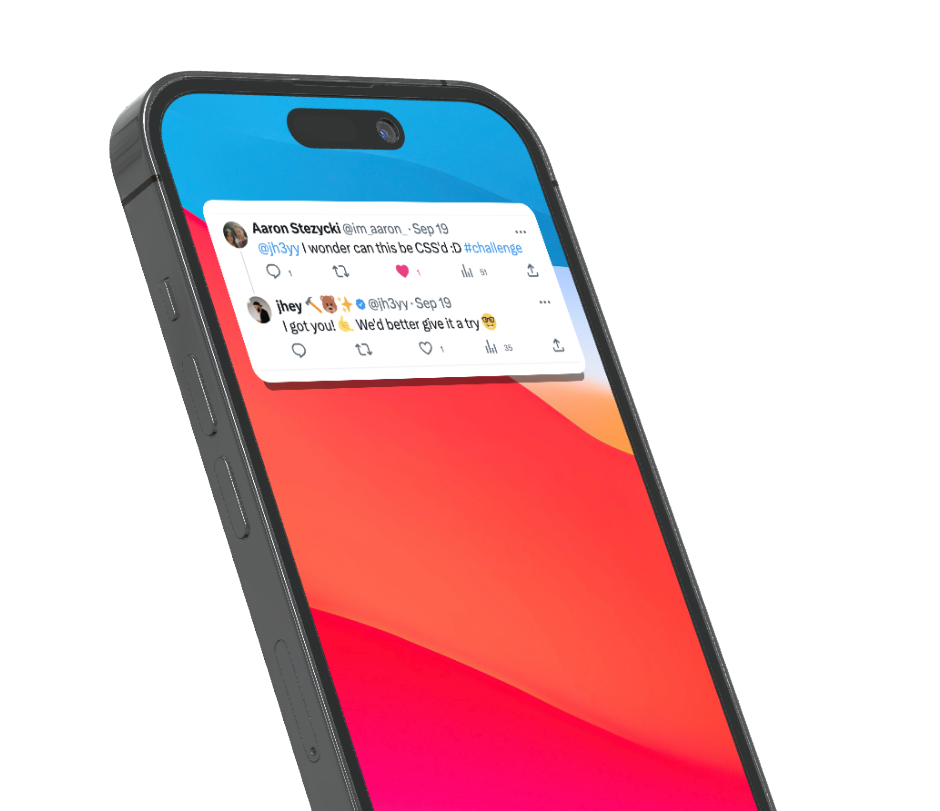 Aaron Stezycki @im_aaron_ · Sep 19
@jh3yy I wonder can this be CSS'd :D #challenge
1 1 91
jhey 🔨🐻✨ @jh3yy · Sep 19
I got you! 🤙 We'd better give it a try 🤓
1 35